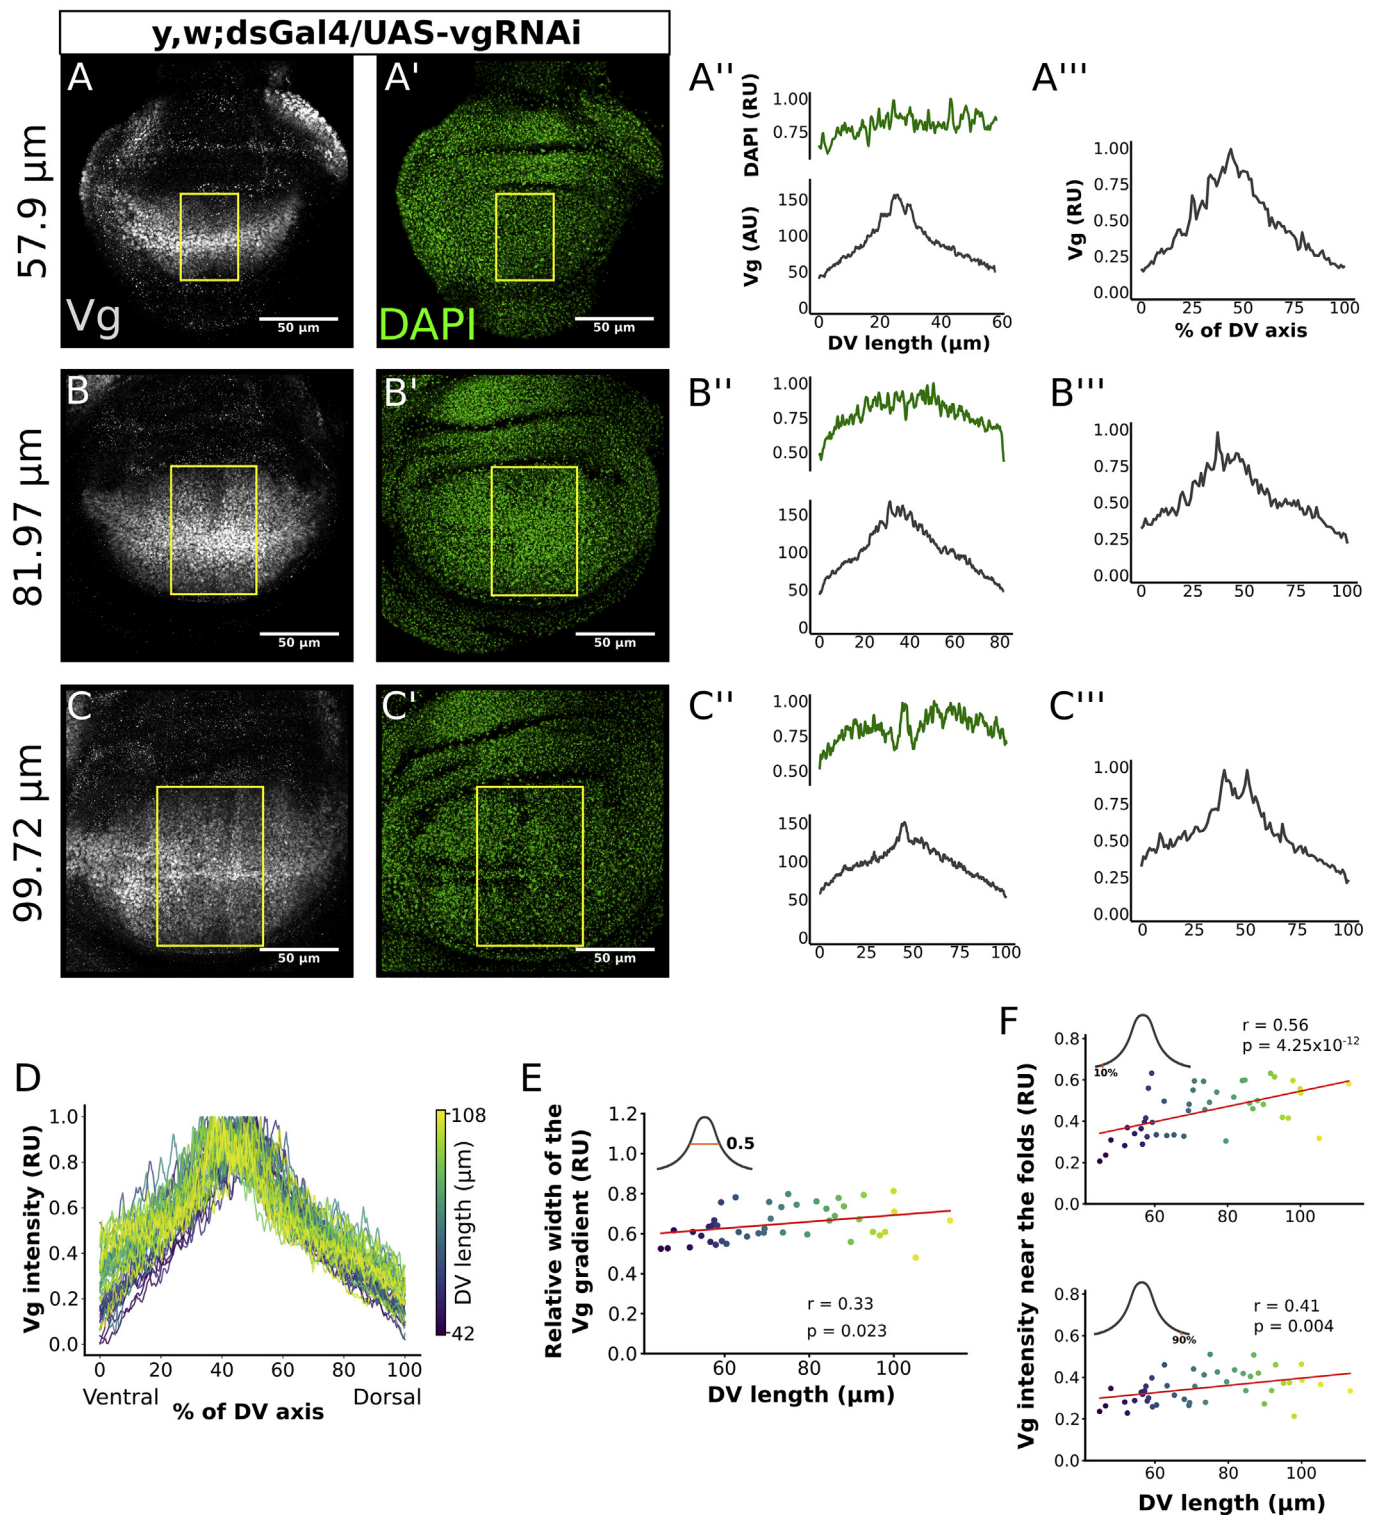 y,w;dsGal4/UAS-vgRNAi
57.9 µm
A
Vg
50 µm
A'
DAPI
50 µm
A''
DAPI (RU)
1.00
0.75
Vg (AU)
150
100
50
0
0 20 40 60
DV length (µm)
A'''
Vg (RU)
1.00
0.75
0.50
0.25
0.00
0 25 50 75 100
% of DV axis
81.97 µm
B
50 µm
B'
50 µm
B''
1.00
0.75
0.50
150
100
50
0
0 20 40 60 80
B'''
1.00
0.75
0.50
0.25
0.00
0 25 50 75 100
99.72 µm
C
50 µm
C'
50 µm
C''
1.00
0.75
0.50
150
100
50
0
0 25 50 75 100
C'''
1.00
0.75
0.50
0.25
0.00
0 25 50 75 100
D
Vg intensity (RU)
1.0
0.8
0.6
0.4
0.2
0.0
0 20 40 60 80 100
Ventral
Dorsal
% of DV axis
108
42
DV length (µm)
E
Relative width of the
Vg gradient (RU)
1.2
1.0
0.8
0.6
0.4
0.2
0.0
0.5
r = 0.33
p = 0.023
60 80 100
DV length (µm)
F
Vg intensity near the folds (RU)
0.8
0.6
0.4
0.2
0.0
10%
r = 0.56
p = 4.25x10⁻¹²
60 80 100
0.8
0.6
0.4
0.2
0.0
90%
r = 0.41
p = 0.004
60 80 100
DV length (µm)